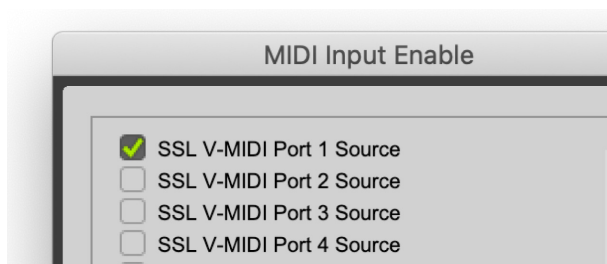 MIDI Input Enable
SSL V-MIDI Port 1 Source
SSL V-MIDI Port 2 Source
SSL V-MIDI Port 3 Source
SSL V-MIDI Port 4 Source